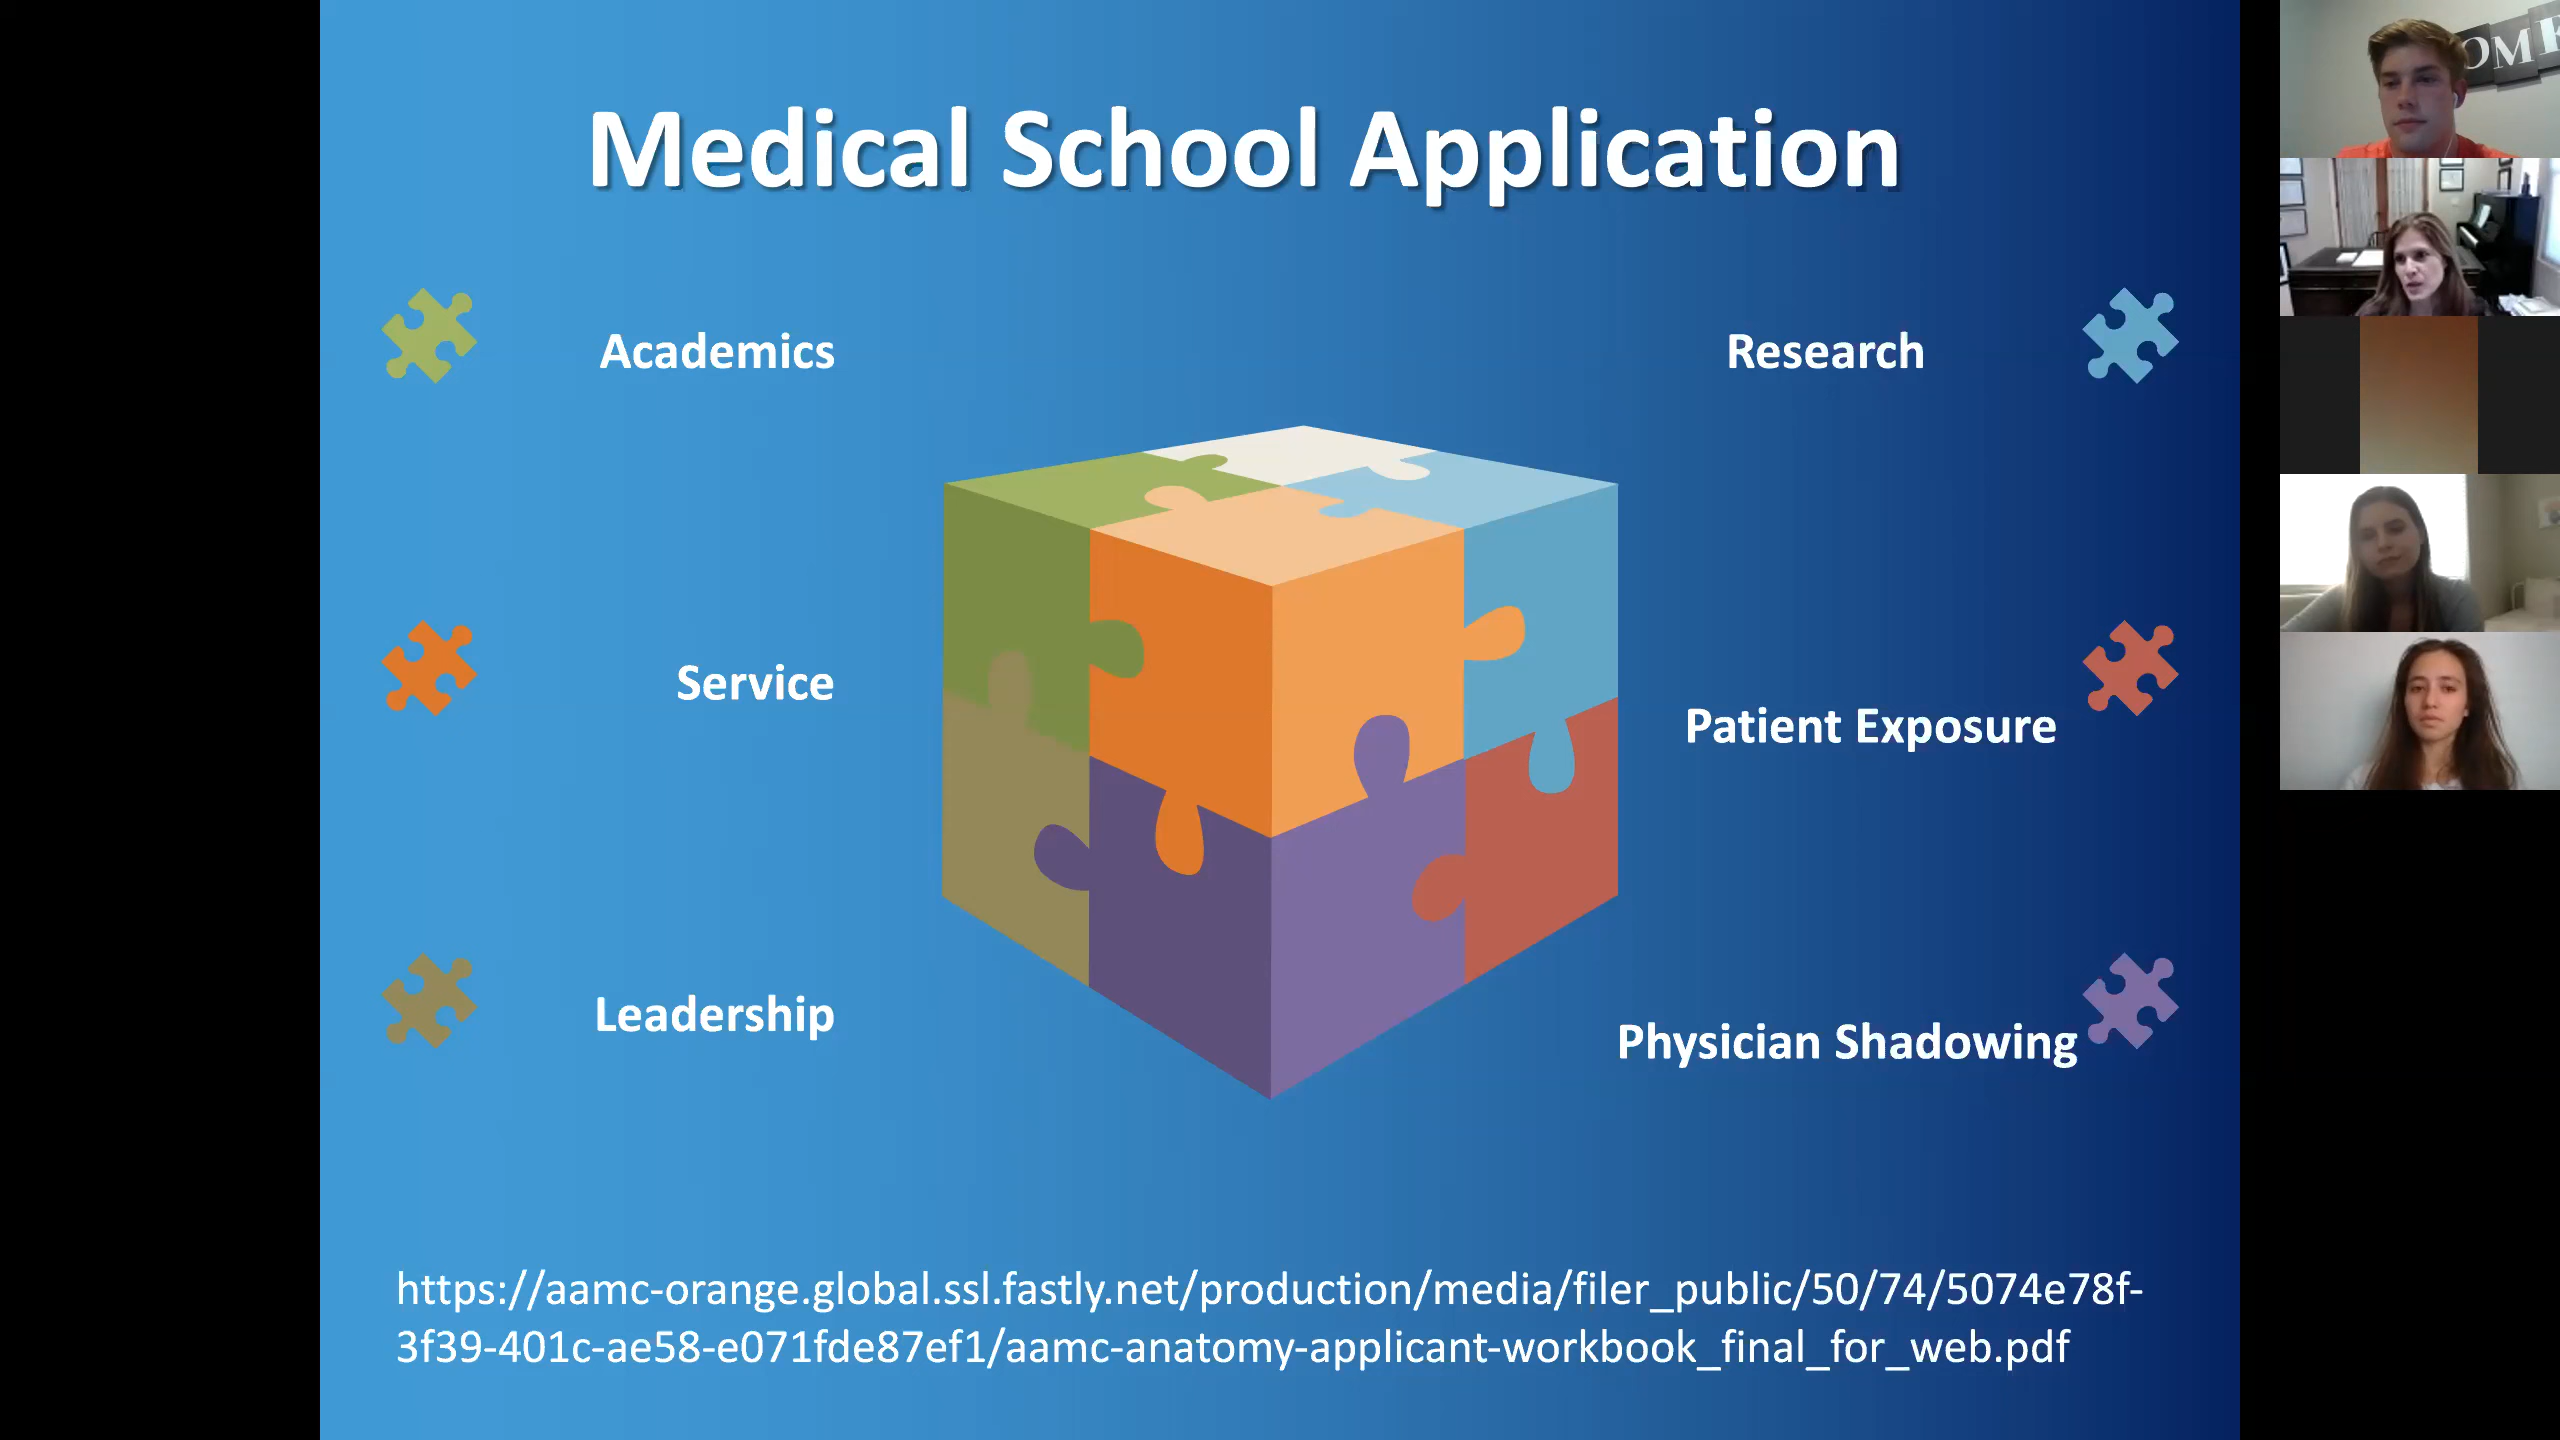 Medical School Application
Academics
Research
Service
Patient Exposure
Leadership
Physician Shadowing
https://aamc-orange.global.ssl.fastly.net/production/media/filer_public/50/74/5074e78f-
3f39-401c-ae58-e071fde87ef1/aamc-anatomy-applicant-workbook_final_for_web.pdf
OME